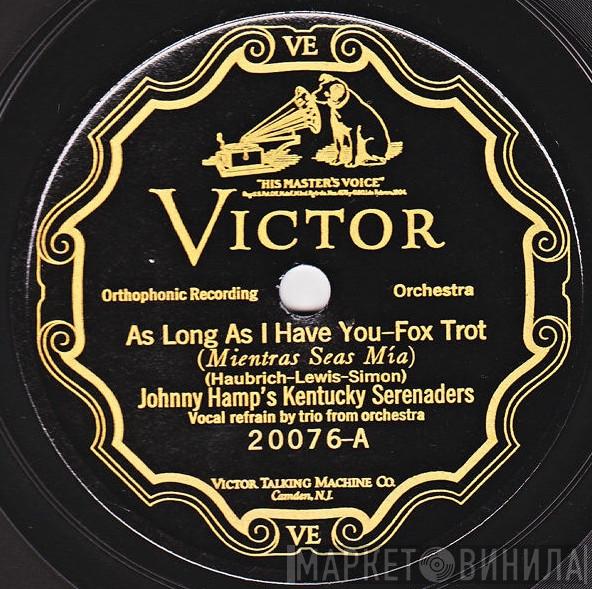 VE
"HIS MASTER'S VOICE"
VICTOR
Orthophonic Recording
Orchestra
As Long As I Have You–Fox Trot
(Mientras Seas Mía)
(Haubrich–Lewis–Simon)
Johnny Hamp's Kentucky Serenaders
Vocal refrain by trio from orchestra
20076–A
VICTOR TALKING MACHINE CO.
Camden, N.J.
VE
МАРКЕТ ВИНИЛА